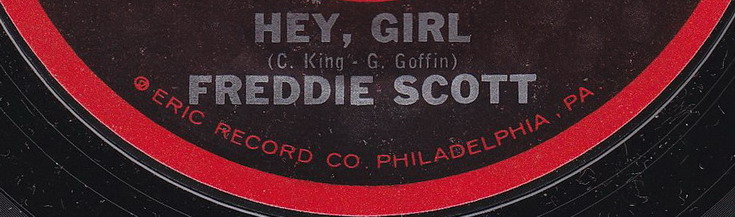 HEY, GIRL
(C. King - G. Goffin)
FREDDIE SCOTT
℗ ERIC RECORD CO. PHILADELPHIA, PA